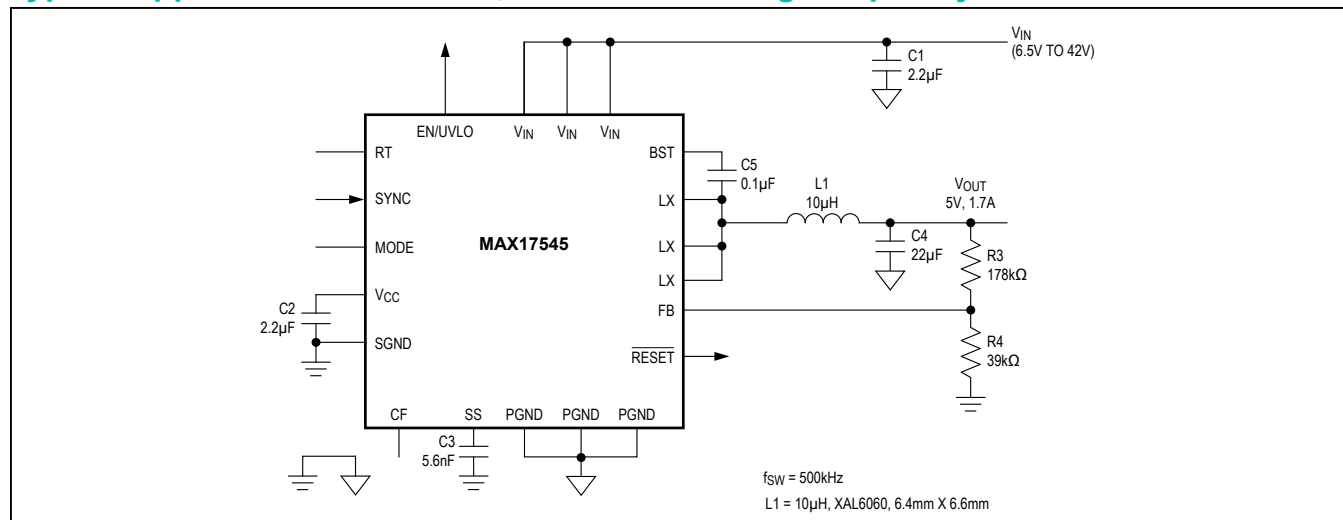 VIN
(6.5V TO 42V)
C1
2.2µF
EN/UVLO
VIN
VIN
VIN
RT
BST
C5
0.1µF
SYNC
LX
L1
10µH
VOUT
5V, 1.7A
MODE
MAX17545
LX
C4
22µF
R3
178kΩ
LX
VCC
C2
2.2µF
FB
SGND
RESET
R4
39kΩ
CF
SS
PGND
PGND
PGND
C3
5.6nF
fSW = 500kHz
L1 = 10µH, XAL6060, 6.4mm X 6.6mm